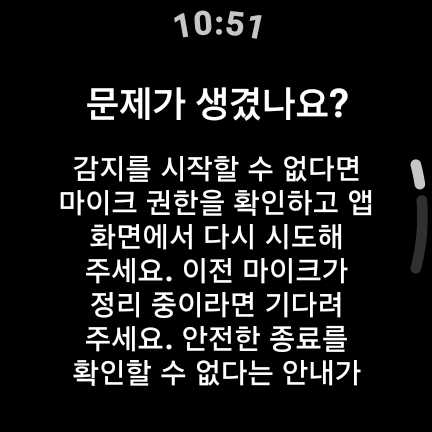 10:51
문제가 생겼나요?
감지를 시작할 수 없다면
마이크 권한을 확인하고 앱
화면에서 다시 시도해
주세요. 이전 마이크가
정리 중이라면 기다려
주세요. 안전한 종료를
확인할 수 없다는 안내가